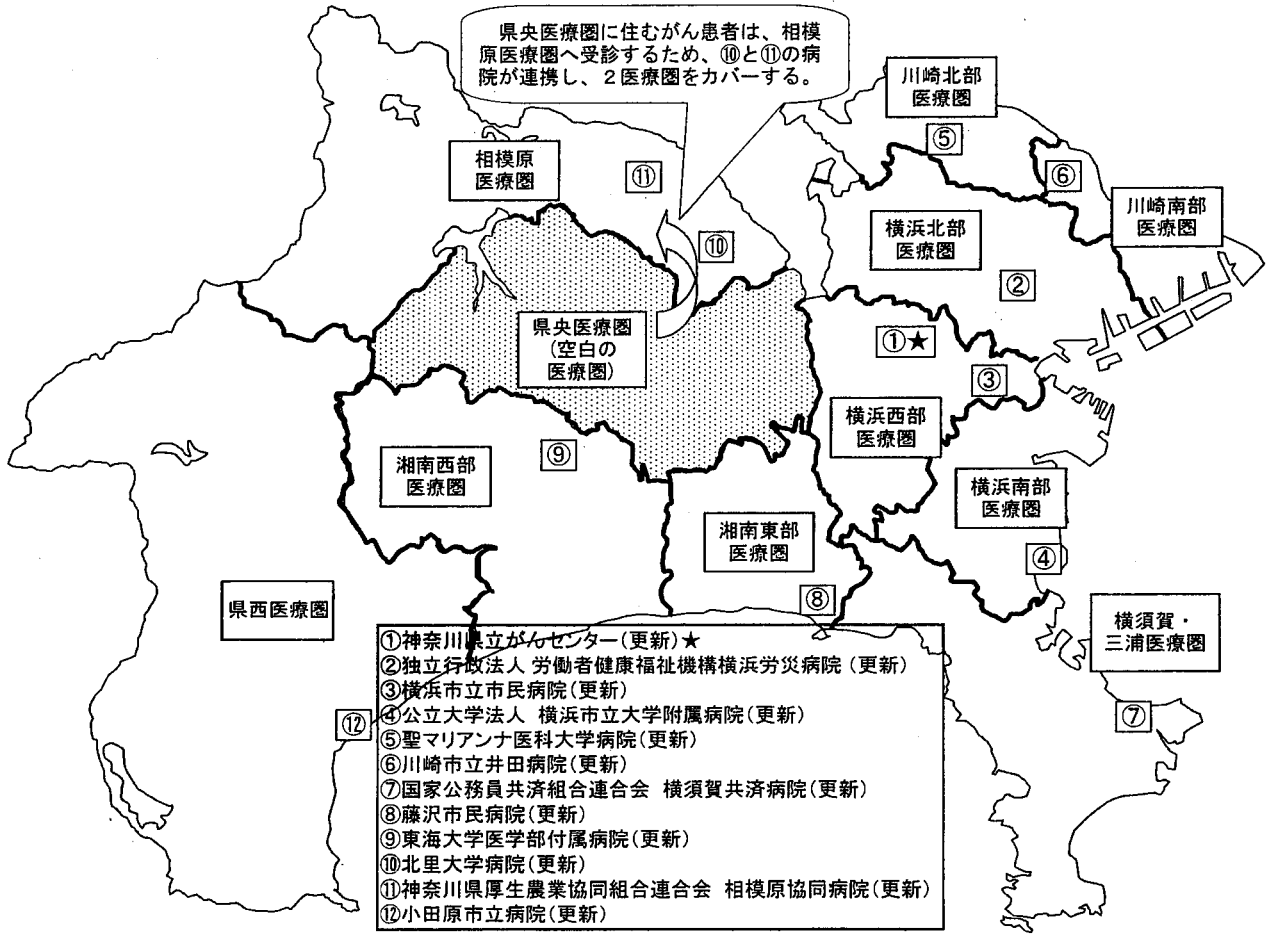 県央医療圏に住むがん患者は、相模
原医療圏へ受診するため、⑩と⑪の病
院が連携し、２医療圏をカバーする。
川崎北部
医療圏
⑤
相模原
医療圏
⑪
⑥
川崎南部
医療圏
横浜北部
医療圏
⑩
②
県央医療圏
(空白の
医療圏)
①★
③
横浜西部
医療圏
⑨
湘南西部
医療圏
横浜南部
医療圏
湘南東部
医療圏
④
⑧
県西医療圏
横須賀・
三浦医療圏
⑦
⑫
①神奈川県立がんセンター(更新)★
②独立行政法人 労働者健康福祉機構横浜労災病院 (更新)
③横浜市立市民病院(更新)
④公立大学法人 横浜市立大学附属病院(更新)
⑤聖マリアンナ医科大学病院(更新)
⑥川崎市立井田病院(更新)
⑦国家公務員共済組合連合会 横須賀共済病院(更新)
⑧藤沢市民病院(更新)
⑨東海大学医学部付属病院(更新)
⑩北里大学病院(更新)
⑪神奈川県厚生農業協同組合連合会 相模原協同病院(更新)
⑫小田原市立病院(更新)